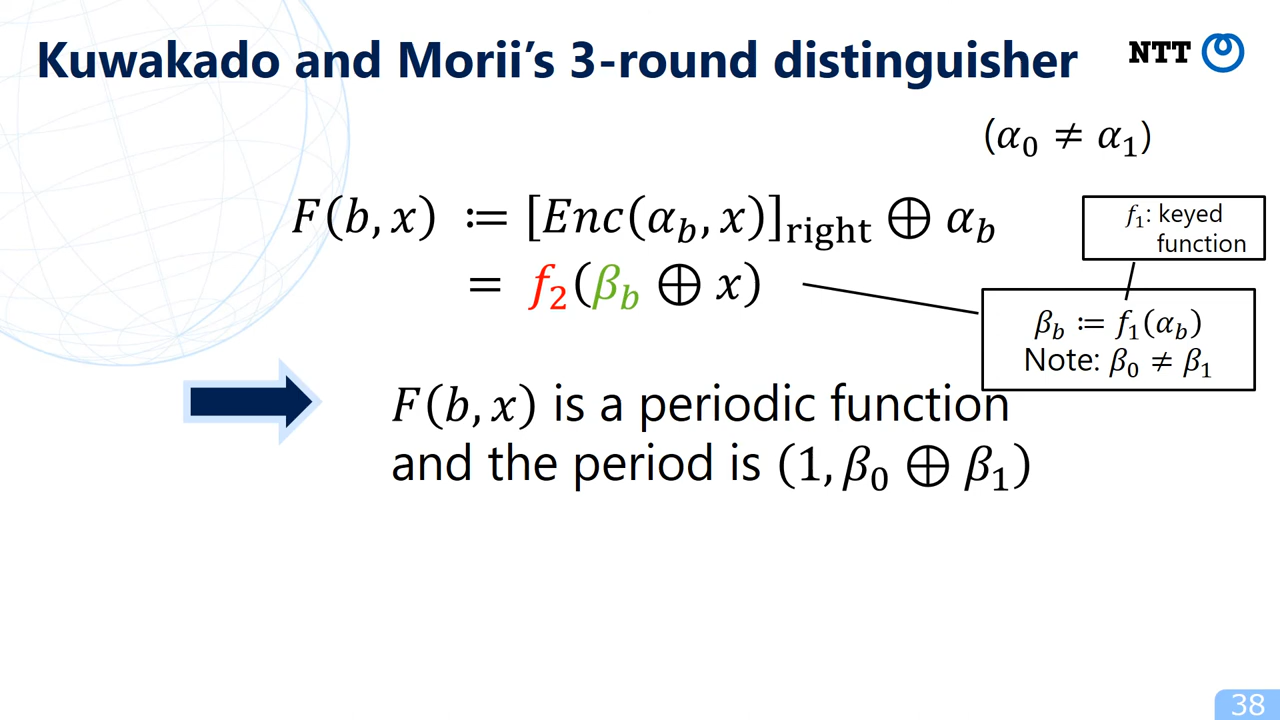 Kuwakado and Morii’s 3-round distinguisher
NTT
(α₀ ≠ α₁)
F(b, x) ≔ [Enc(α_b, x)]_right ⊕ α_b
= f₂(β_b ⊕ x)
f₁: keyed
function
β_b ≔ f₁(α_b)
Note: β₀ ≠ β₁
F(b, x) is a periodic function
and the period is (1, β₀ ⊕ β₁)
38